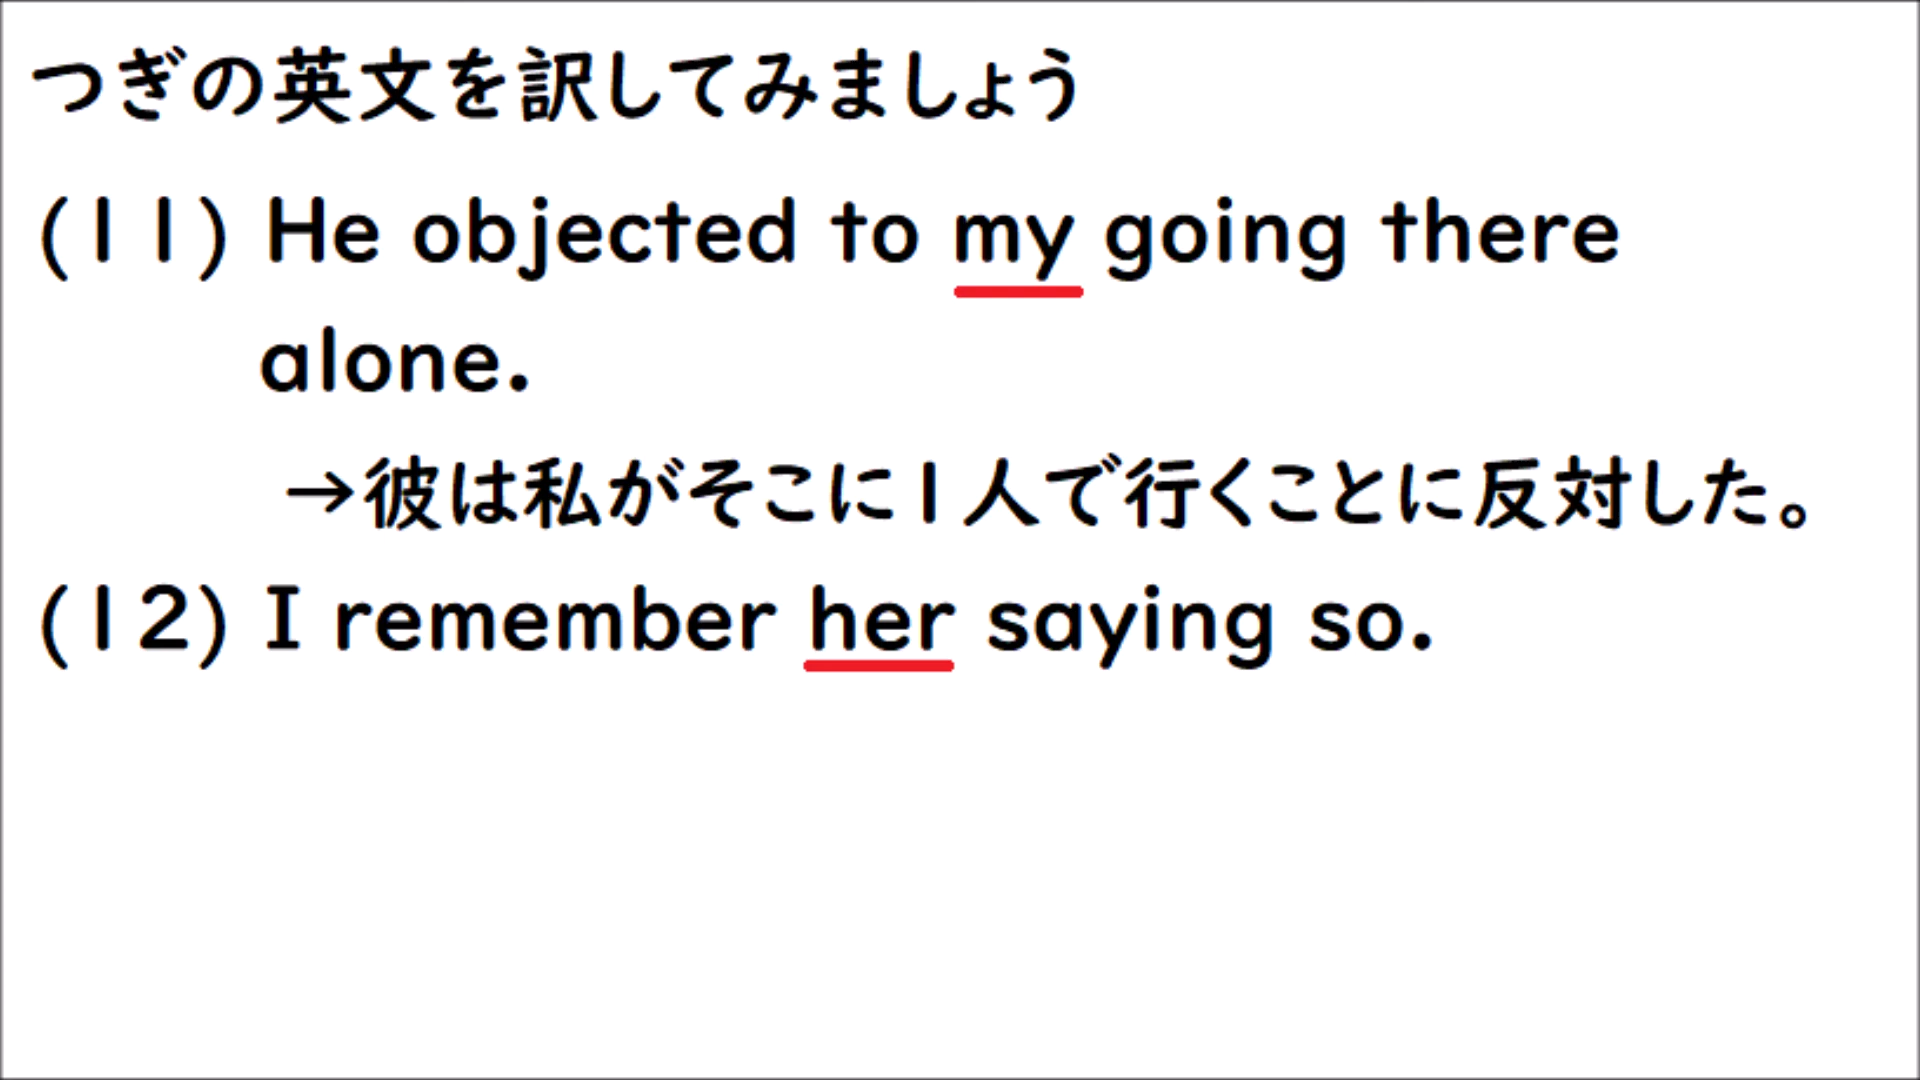 つぎの英文を訳してみましょう
(11) He objected to my going there
alone.
→彼は私がそこに1人で行くことに反対した。
(12) I remember her saying so.